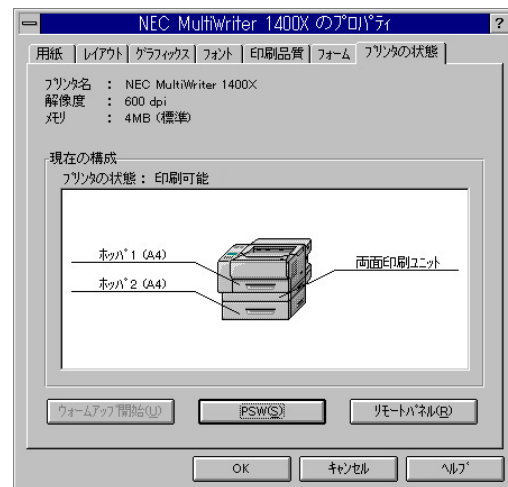 NEC MultiWriter 1400X のﾌﾟﾛﾊﾟﾃｨ ?
用紙 ﾚｲｱｳﾄ ｸﾞﾗﾌｨｯｸｽ ﾌｫﾝﾄ 印刷品質 ﾌｫｰﾑ ﾌﾟﾘﾝﾀの状態
ﾌﾟﾘﾝﾀ名 : NEC MultiWriter 1400X
解像度 : 600 dpi
ﾒﾓﾘ : 4MB (標準)
現在の構成
ﾌﾟﾘﾝﾀの状態 : 印刷可能
ﾎｯﾊﾟ1 (A4)
両面印刷ﾕﾆｯﾄ
ﾎｯﾊﾟ2 (A4)
ｳｫｰﾑｱｯﾌﾟ開始(U) PSW(S) ﾘﾓｰﾄﾊﾟﾈﾙ(R)
OK ｷｬﾝｾﾙ ﾍﾙﾌﾟ